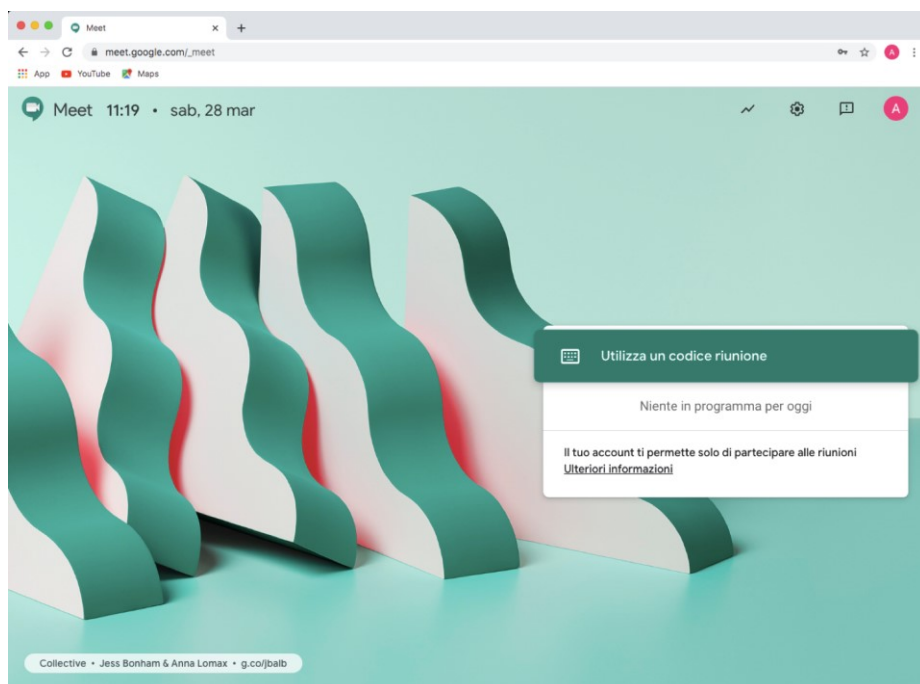 Meet
meet.google.com/_meet
App YouTube Maps A
Meet 11:19 • sab, 28 mar A
Utilizza un codice riunione
Niente in programma per oggi
Il tuo account ti permette solo di partecipare alle riunioni
Ulteriori informazioni
Collective • Jess Bonham & Anna Lomax • g.co/jbalb